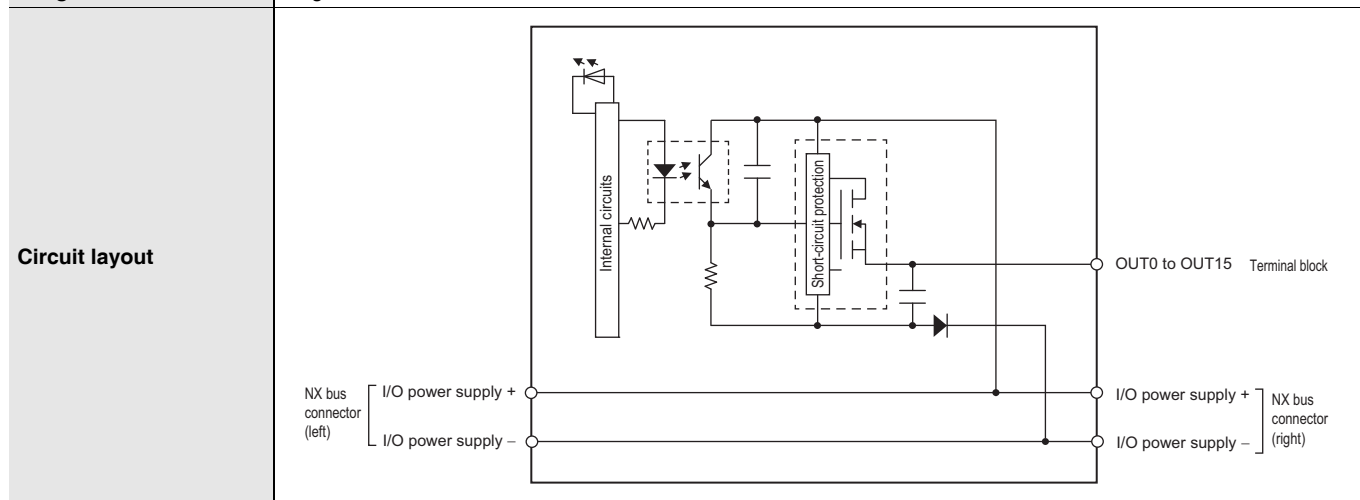 Circuit layout
Internal circuits
Short-circuit protection
OUT0 to OUT15 Terminal block
NX bus
connector
(left)
I/O power supply +
I/O power supply −
I/O power supply +
I/O power supply −
NX bus
connector
(right)